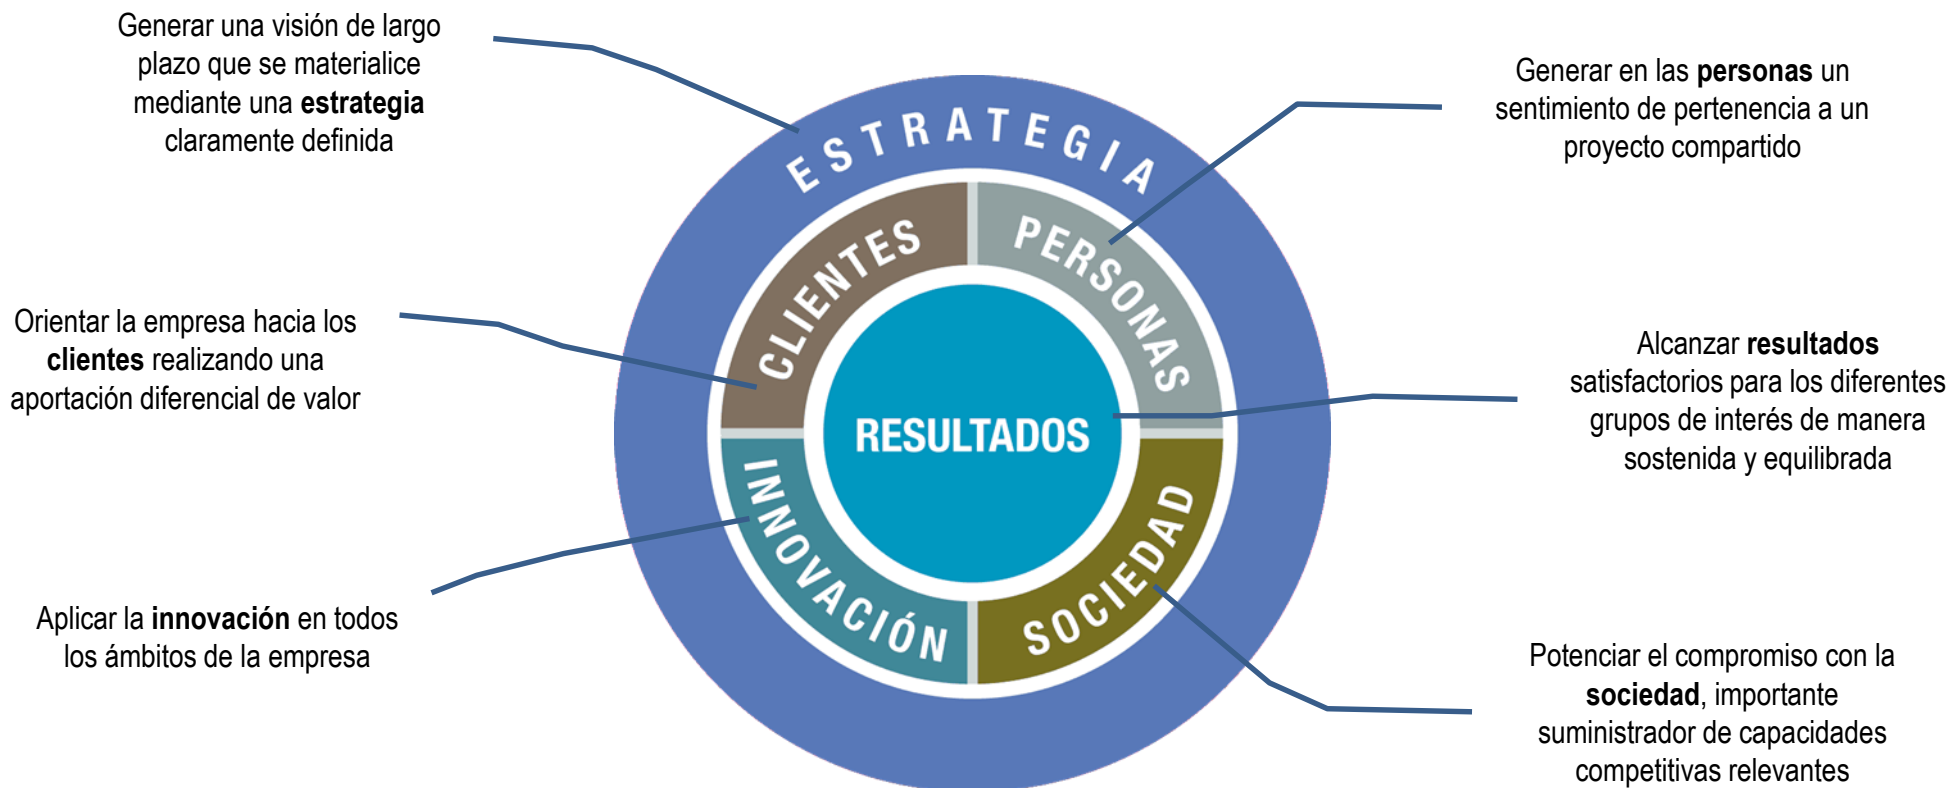 Generar una visión de largo
plazo que se materialice
mediante una estrategia
claramente definida
Generar en las personas un
sentimiento de pertenencia a un
proyecto compartido
ESTRATEGIA
CLIENTES
PERSONAS
Orientar la empresa hacia los
clientes realizando una
aportación diferencial de valor
RESULTADOS
Alcanzar resultados
satisfactorios para los diferentes
grupos de interés de manera
sostenida y equilibrada
INNOVACIÓN
SOCIEDAD
Aplicar la innovación en todos
los ámbitos de la empresa
Potenciar el compromiso con la
sociedad, importante
suministrador de capacidades
competitivas relevantes